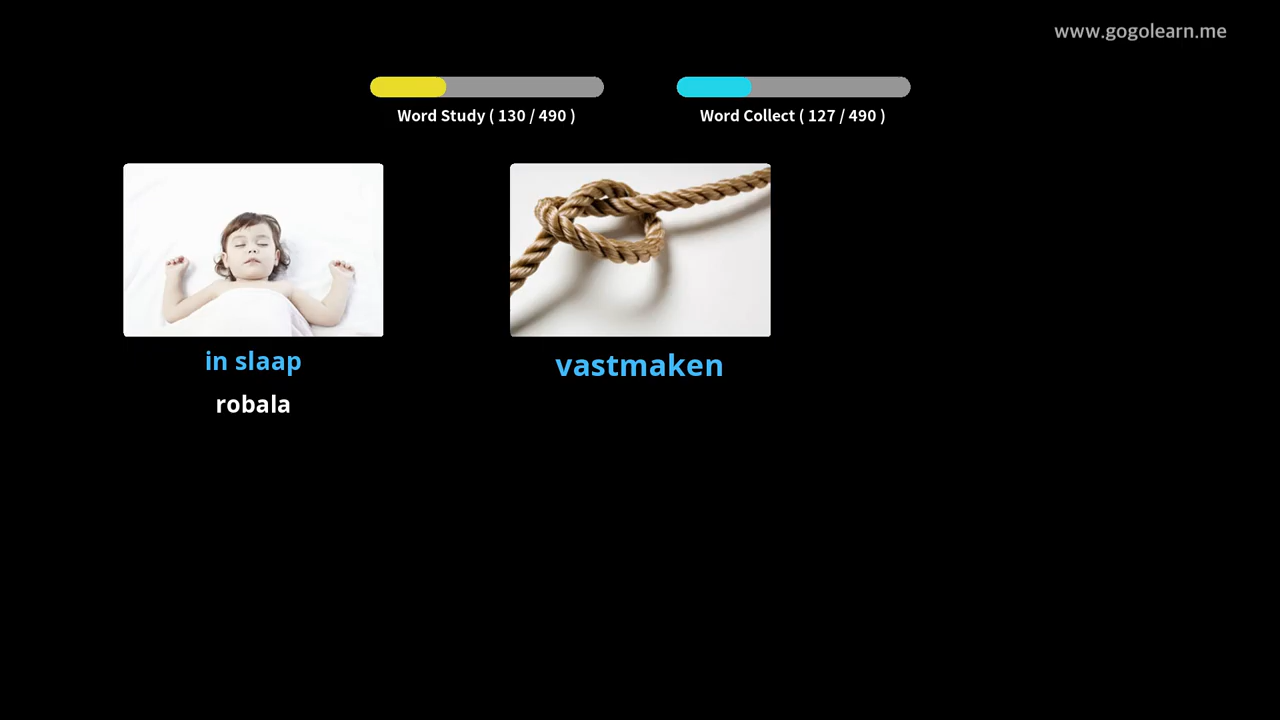 www.gogolearn.me
Word Study ( 130 / 490 )
Word Collect ( 127 / 490 )
in slaap
robala
vastmaken